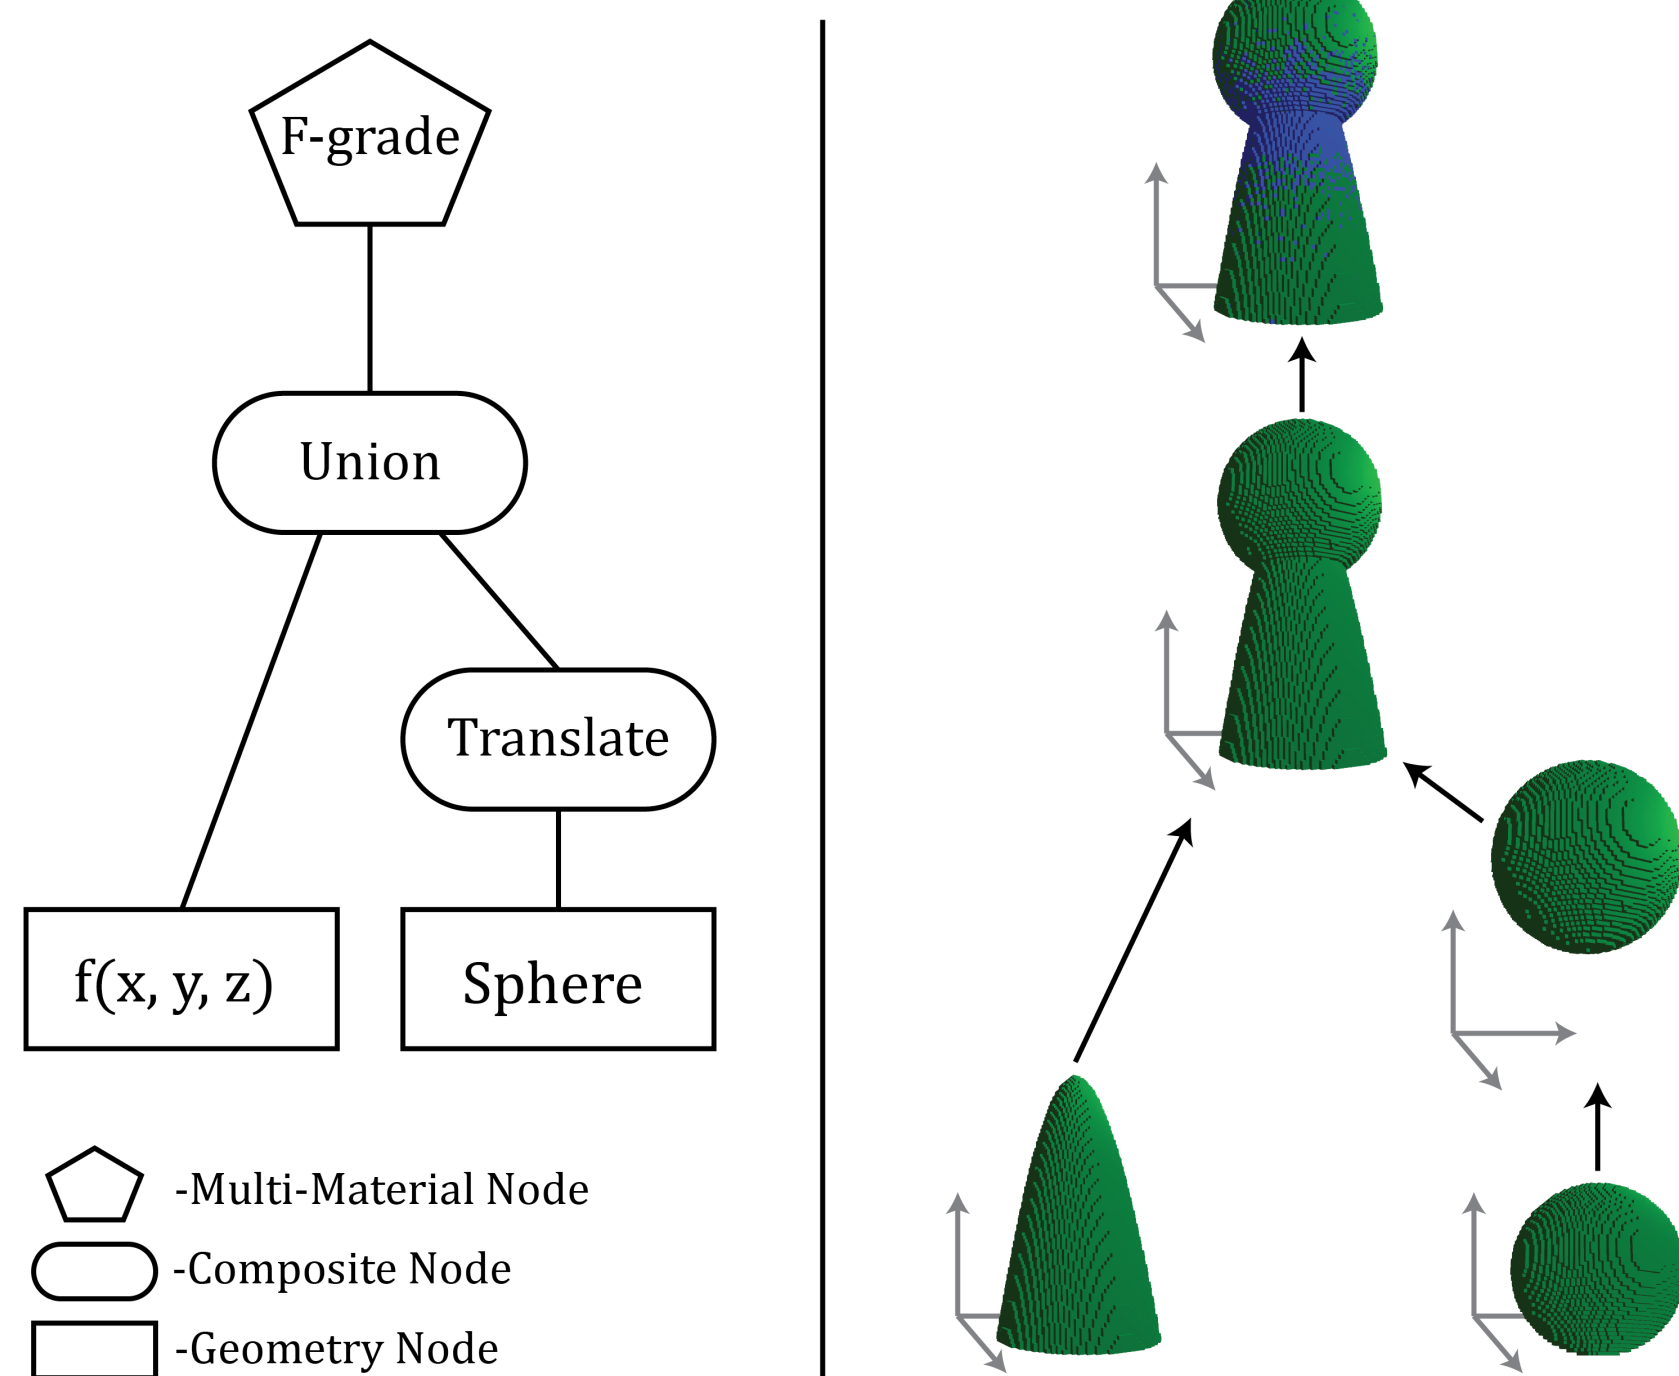 F-grade
Union
Translate
f(x, y, z)
Sphere
-Multi-Material Node
-Composite Node
-Geometry Node